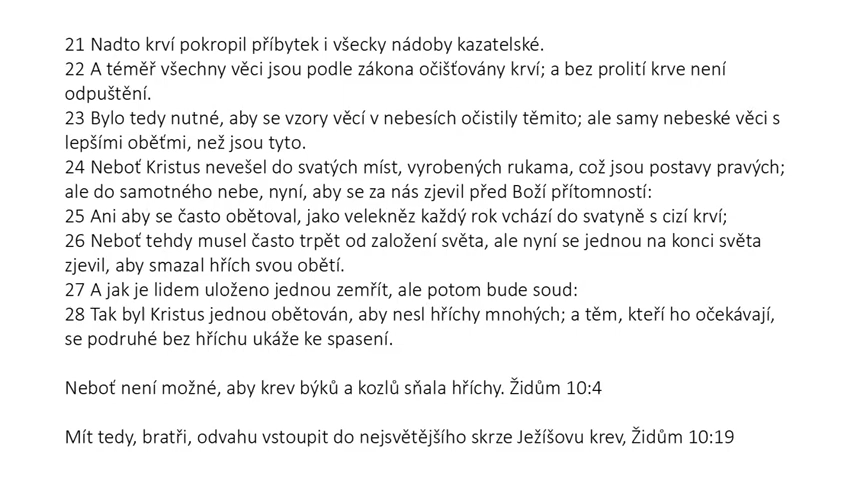 21 Nadto krví pokropil příbytek i všecky nádoby kazatelské.
22 A téměř všechny věci jsou podle zákona očišťovány krví; a bez prolití krve není
odpuštění.
23 Bylo tedy nutné, aby se vzory věcí v nebesích očistily těmito; ale samy nebeské věci s
lepšími oběťmi, než jsou tyto.
24 Neboť Kristus nevešel do svatých míst, vyrobených rukama, což jsou postavy pravých;
ale do samotného nebe, nyní, aby se za nás zjevil před Boží přítomností:
25 Ani aby se často obětoval, jako velekněz každý rok vchází do svatyně s cizí krví;
26 Neboť tehdy musel často trpět od založení světa, ale nyní se jednou na konci světa
zjevil, aby smazal hřích svou obětí.
27 A jak je lidem uloženo jednou zemřít, ale potom bude soud:
28 Tak byl Kristus jednou obětován, aby nesl hříchy mnohých; a těm, kteří ho očekávají,
se podruhé bez hříchu ukáže ke spasení.
Neboť není možné, aby krev býků a kozlů sňala hříchy. Židům 10:4
Mít tedy, bratři, odvahu vstoupit do nejsvětějšího skrze Ježíšovu krev, Židům 10:19